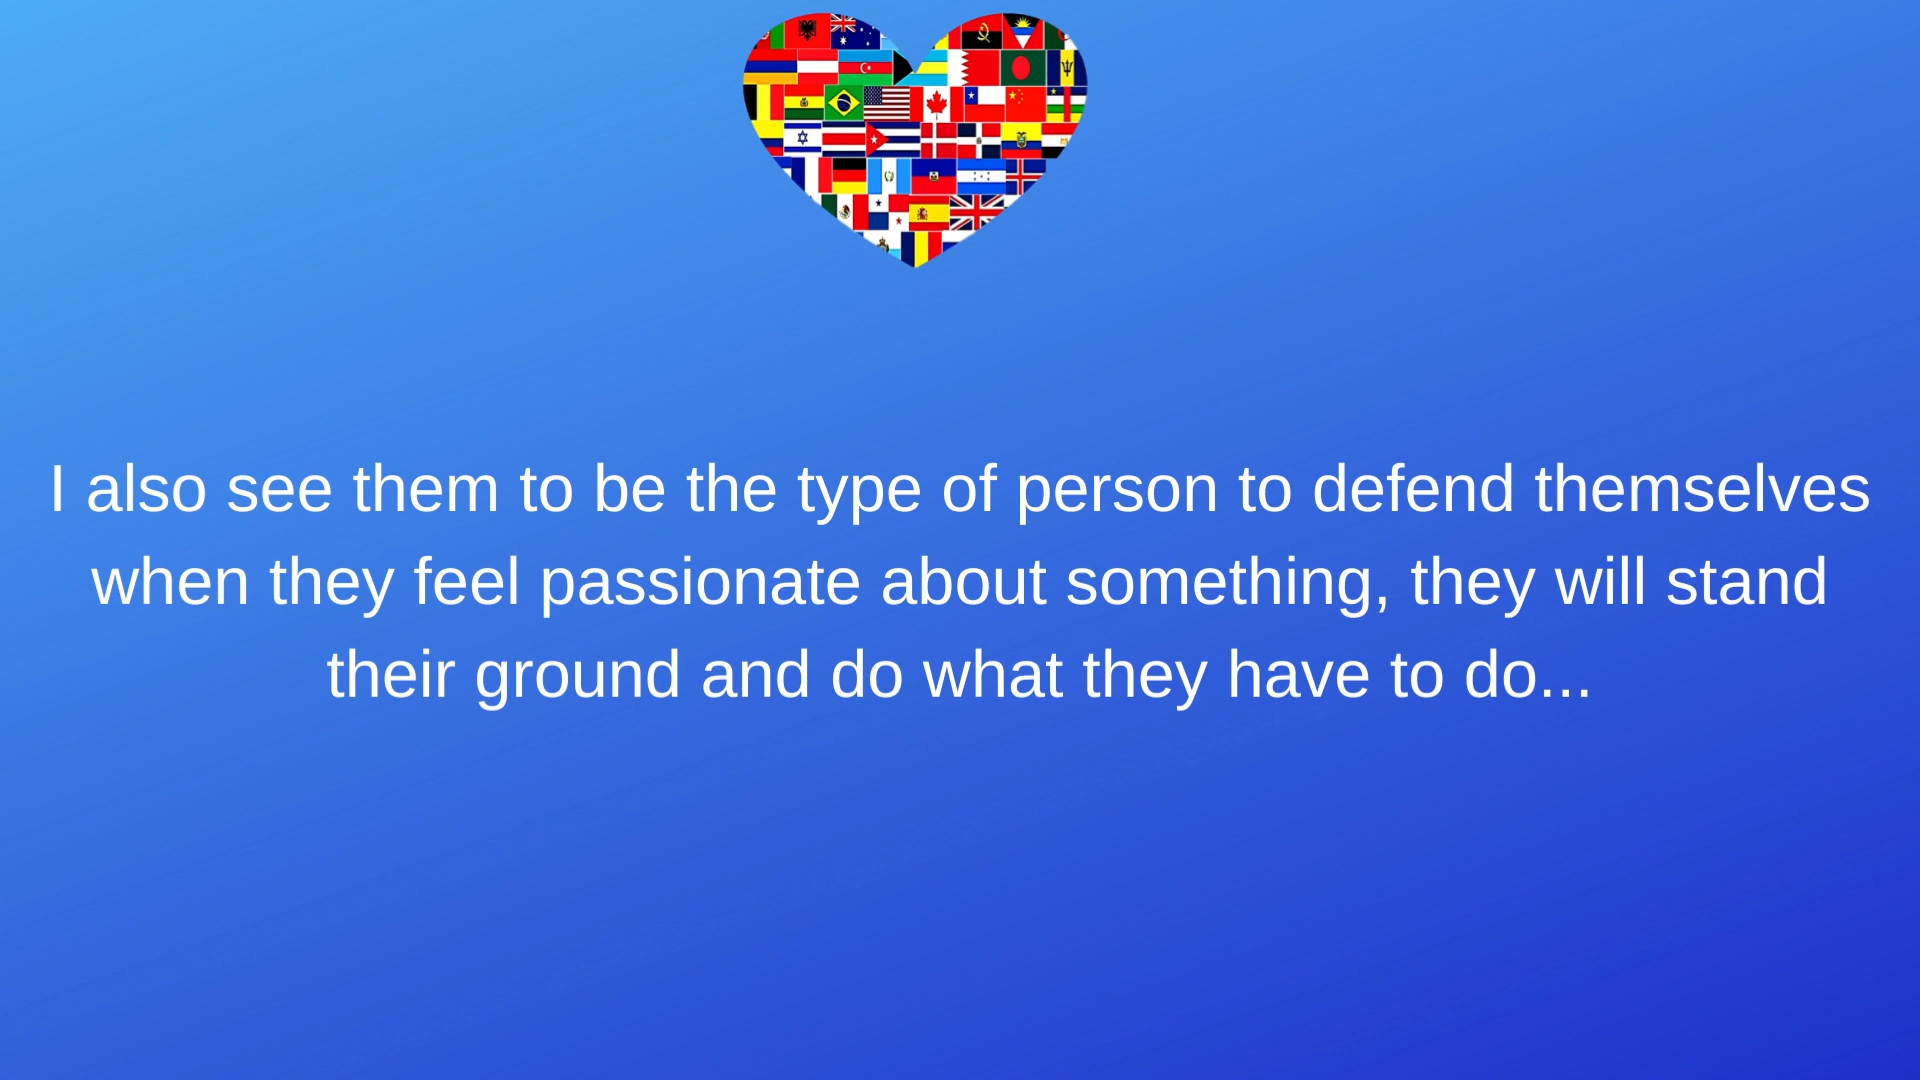 I also see them to be the type of person to defend themselves
when they feel passionate about something, they will stand
their ground and do what they have to do...